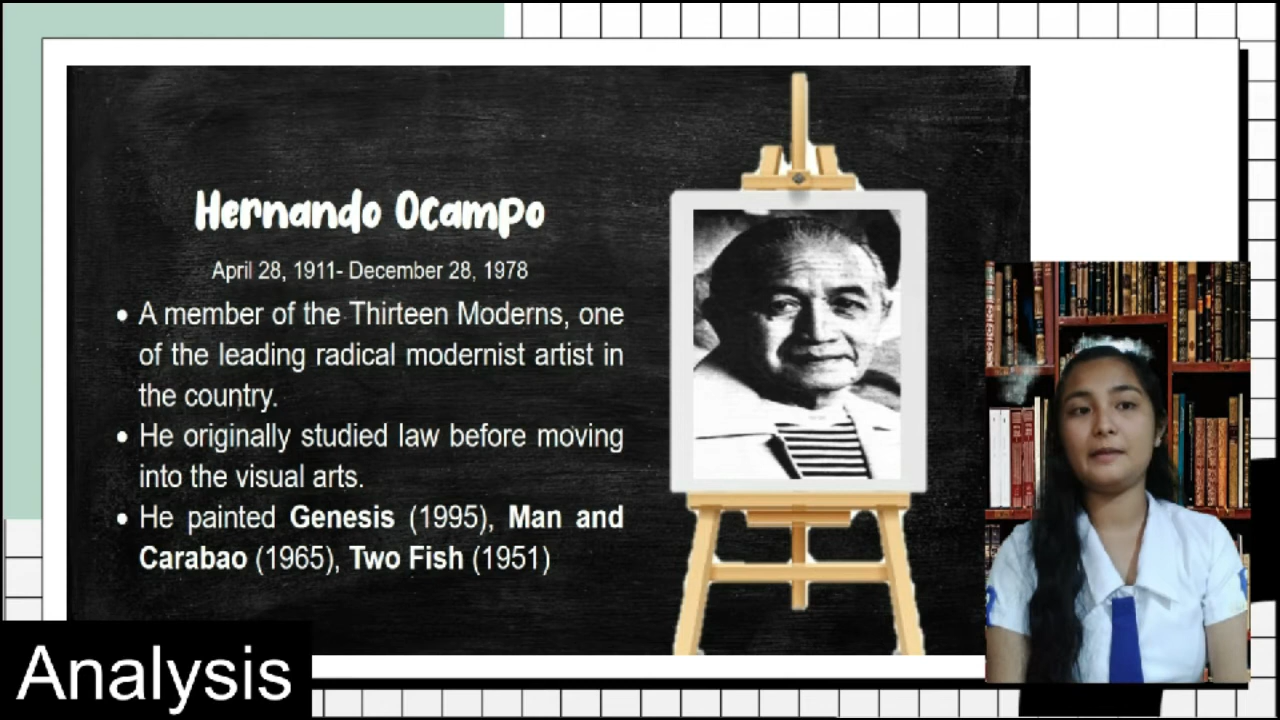 Hernando Ocampo
April 28, 1911- December 28, 1978
• A member of the Thirteen Moderns, one
of the leading radical modernist artist in
the country.
• He originally studied law before moving
into the visual arts.
• He painted Genesis (1995), Man and
Carabao (1965), Two Fish (1951)
Analysis